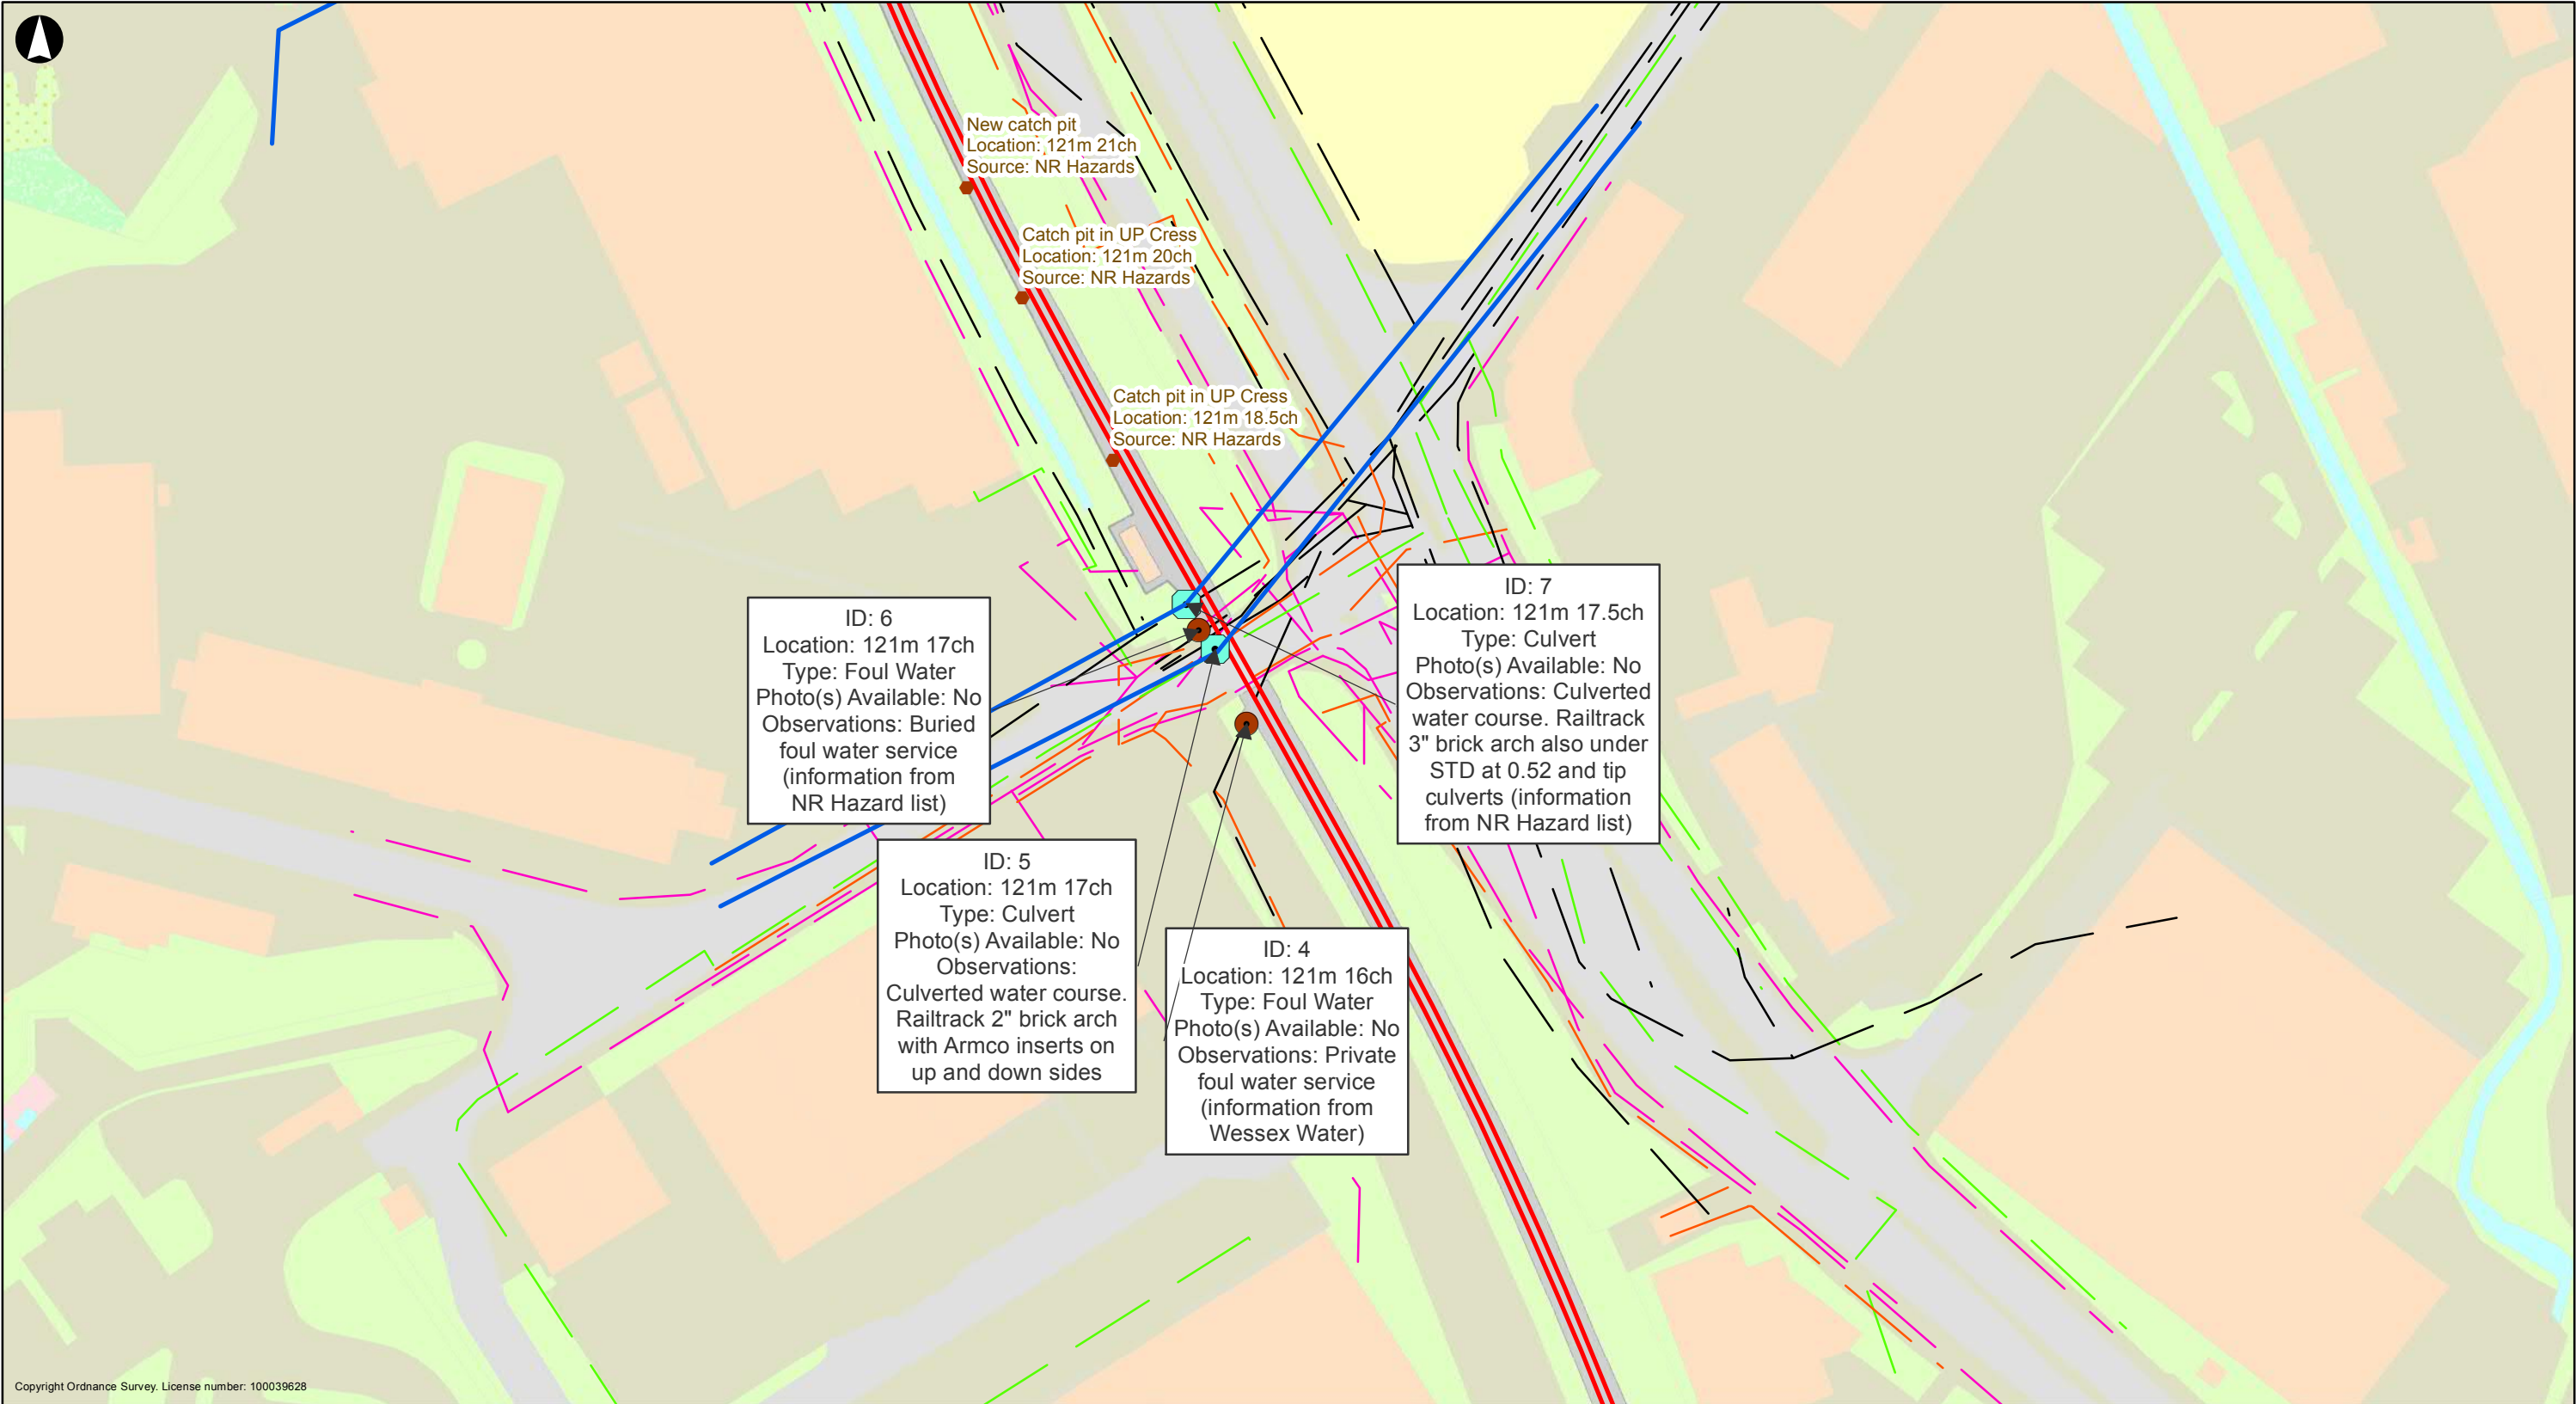 New catch pit
Location: 121m 21ch
Source: NR Hazards
Catch pit in UP Cress
Location: 121m 20ch
Source: NR Hazards
Catch pit in UP Cress
Location: 121m 18.5ch
Source: NR Hazards
ID: 6
Location: 121m 17ch
Type: Foul Water
Photo(s) Available: No
Observations: Buried
foul water service
(information from
NR Hazard list)
ID: 7
Location: 121m 17.5ch
Type: Culvert
Photo(s) Available: No
Observations: Culverted
water course. Railtrack
3" brick arch also under
STD at 0.52 and tip
culverts (information
from NR Hazard list)
ID: 5
Location: 121m 17ch
Type: Culvert
Photo(s) Available: No
Observations:
Culverted water course.
Railtrack 2" brick arch
with Armco inserts on
up and down sides
ID: 4
Location: 121m 16ch
Type: Foul Water
Photo(s) Available: No
Observations: Private
foul water service
(information from
Wessex Water)
Copyright Ordnance Survey. License number: 100039628